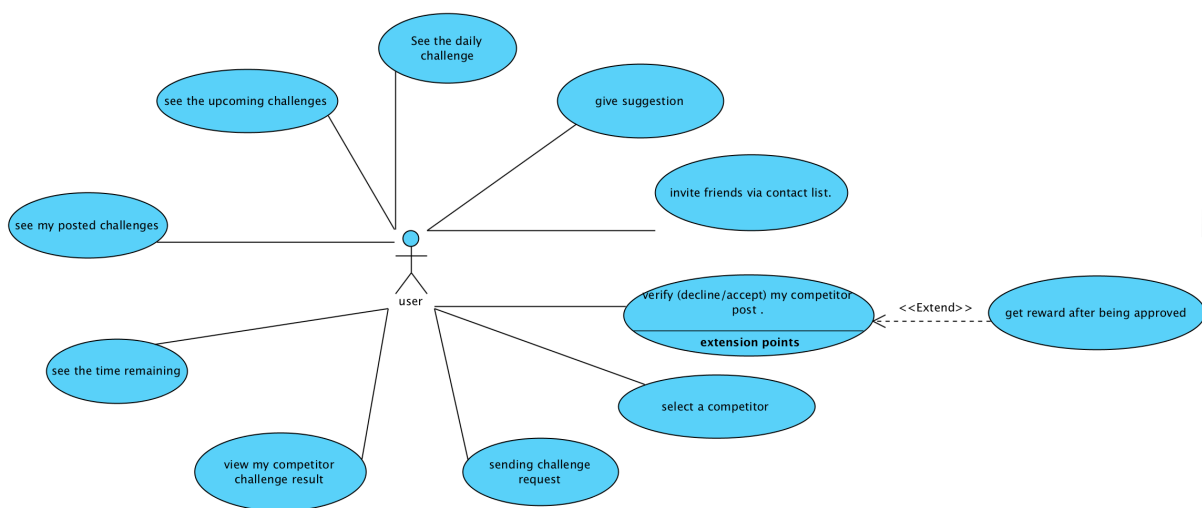 See the daily
challenge
see the upcoming challenges
give suggestion
invite friends via contact list.
see my posted challenges
user
verify (decline/accept) my competitor
post .
extension points
<<Extend>>
get reward after being approved
see the time remaining
select a competitor
view my competitor
challenge result
sending challenge
request